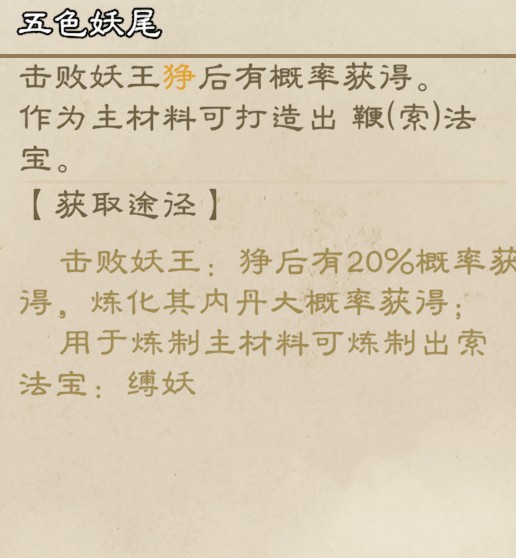 五色妖尾
击败妖王狰后有概率获得。
作为主材料可打造出 鞭(索)法
宝。
【获取途径】
击败妖王：狰后有20%概率获
得，炼化其内丹大概率获得；
用于炼制主材料可炼制出索
法宝：缚妖